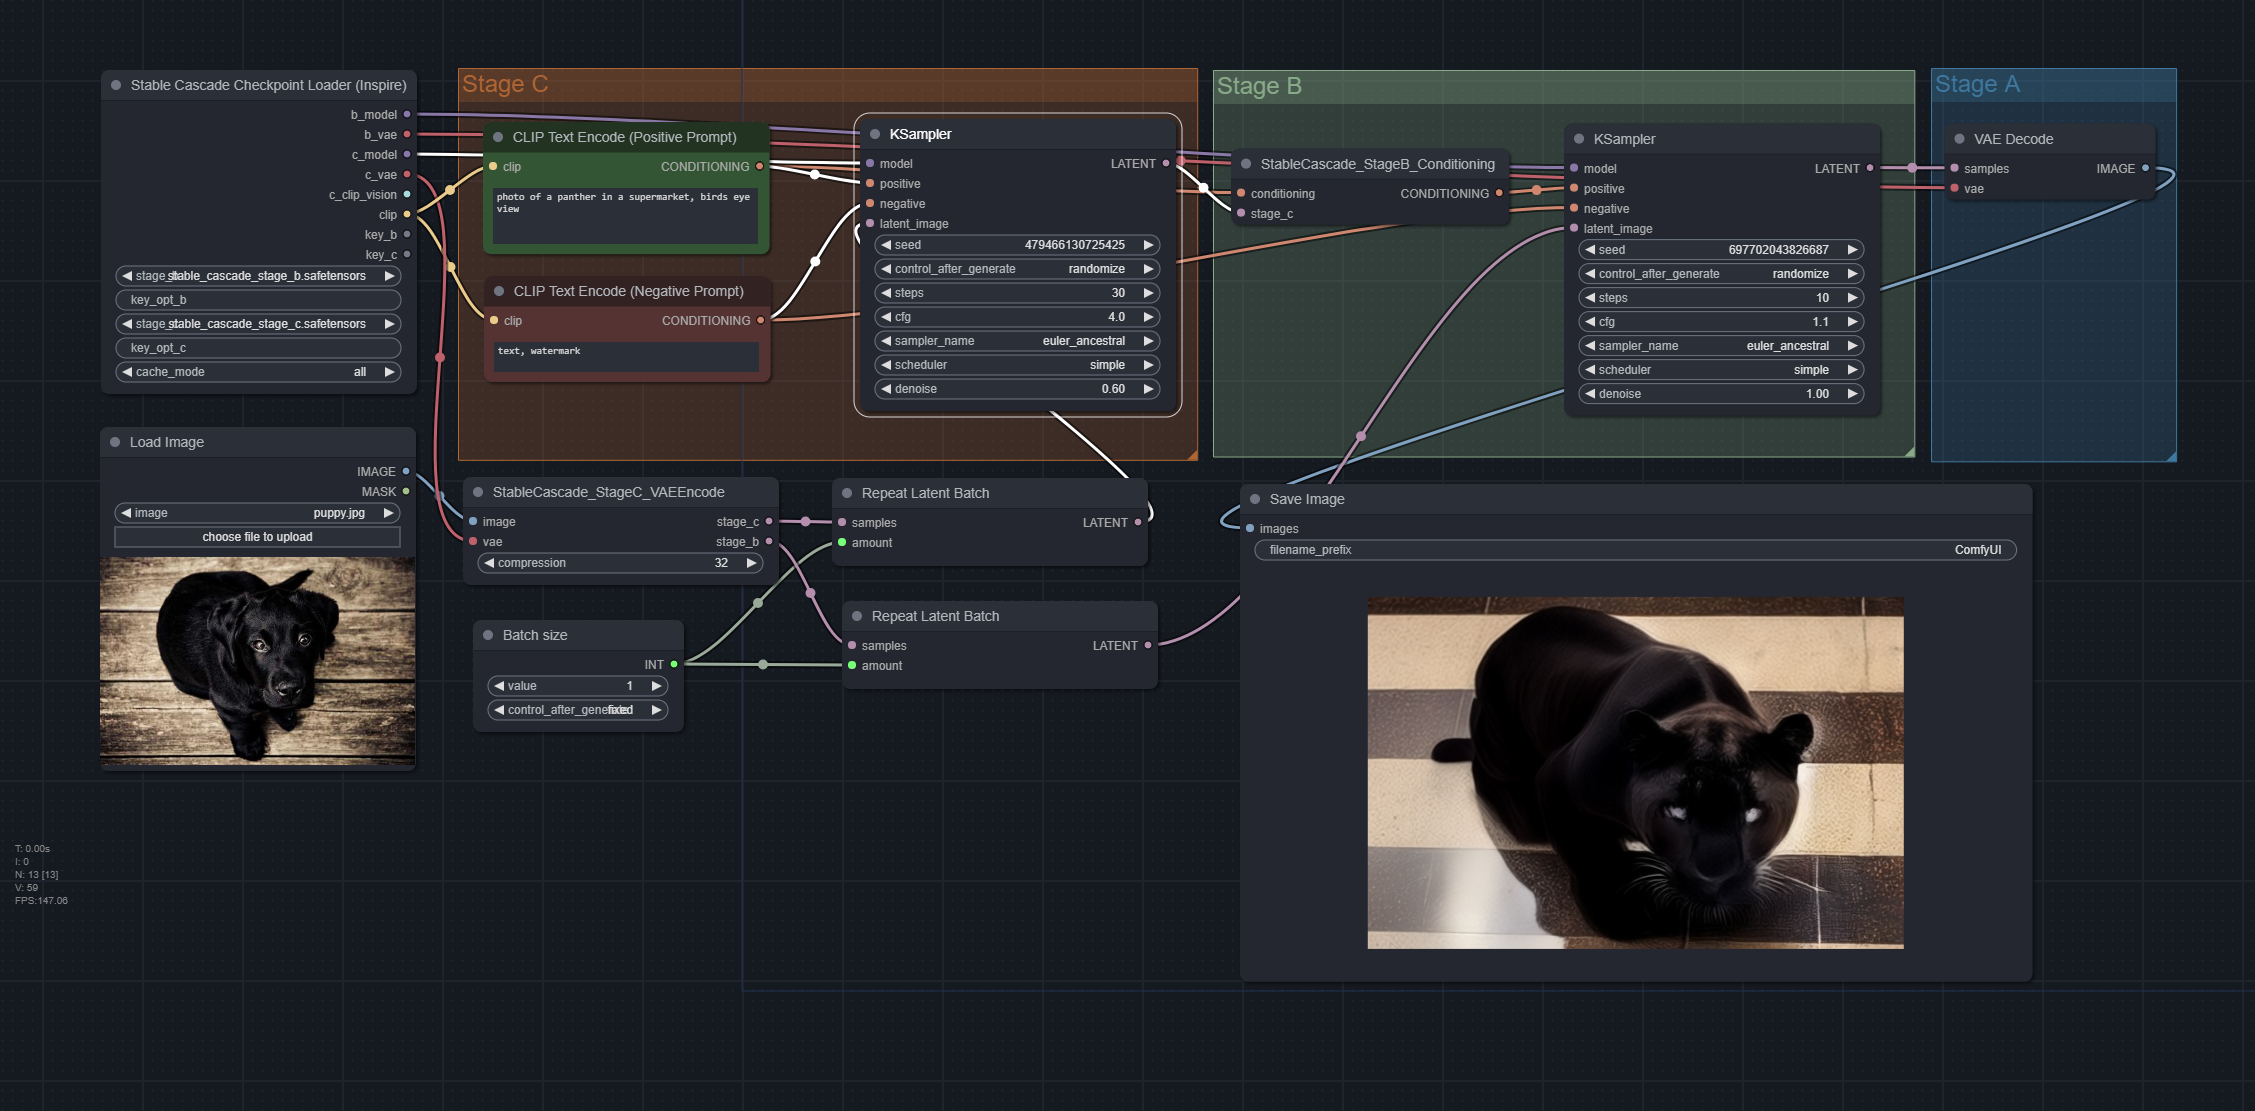 Stable Cascade Checkpoint Loader (Inspire)
b_model
b_vae
c_model
c_vae
c_clip_vision
clip
key_b
key_c
stage_stable_cascade_stage_b.safetensors
key_opt_b
stage_stable_cascade_stage_c.safetensors
key_opt_c
cache_mode all
Load Image
IMAGE
MASK
image puppy.jpg
choose file to upload
Stage C
CLIP Text Encode (Positive Prompt)
clip CONDITIONING
photo of a panther in a supermarket, birds eye
view
CLIP Text Encode (Negative Prompt)
clip CONDITIONING
text, watermark
KSampler
model LATENT
positive
negative
latent_image
seed 479466130725425
control_after_generate randomize
steps 30
cfg 4.0
sampler_name euler_ancestral
scheduler simple
denoise 0.60
Stage B
StableCascade_StageB_Conditioning
conditioning CONDITIONING
stage_c
KSampler
model LATENT
positive
negative
latent_image
seed 697702043826687
control_after_generate randomize
steps 10
cfg 1.1
sampler_name euler_ancestral
scheduler simple
denoise 1.00
Stage A
VAE Decode
samples IMAGE
vae
StableCascade_StageC_VAEEncode
image stage_c
vae stage_b
compression 32
Repeat Latent Batch
samples LATENT
amount
Batch size
INT
value 1
control_after_generate fixed
Repeat Latent Batch
samples LATENT
amount
Save Image
images
filename_prefix ComfyUI
T: 0.00s
I: 0
N: 13 [13]
V: 59
FPS:147.06